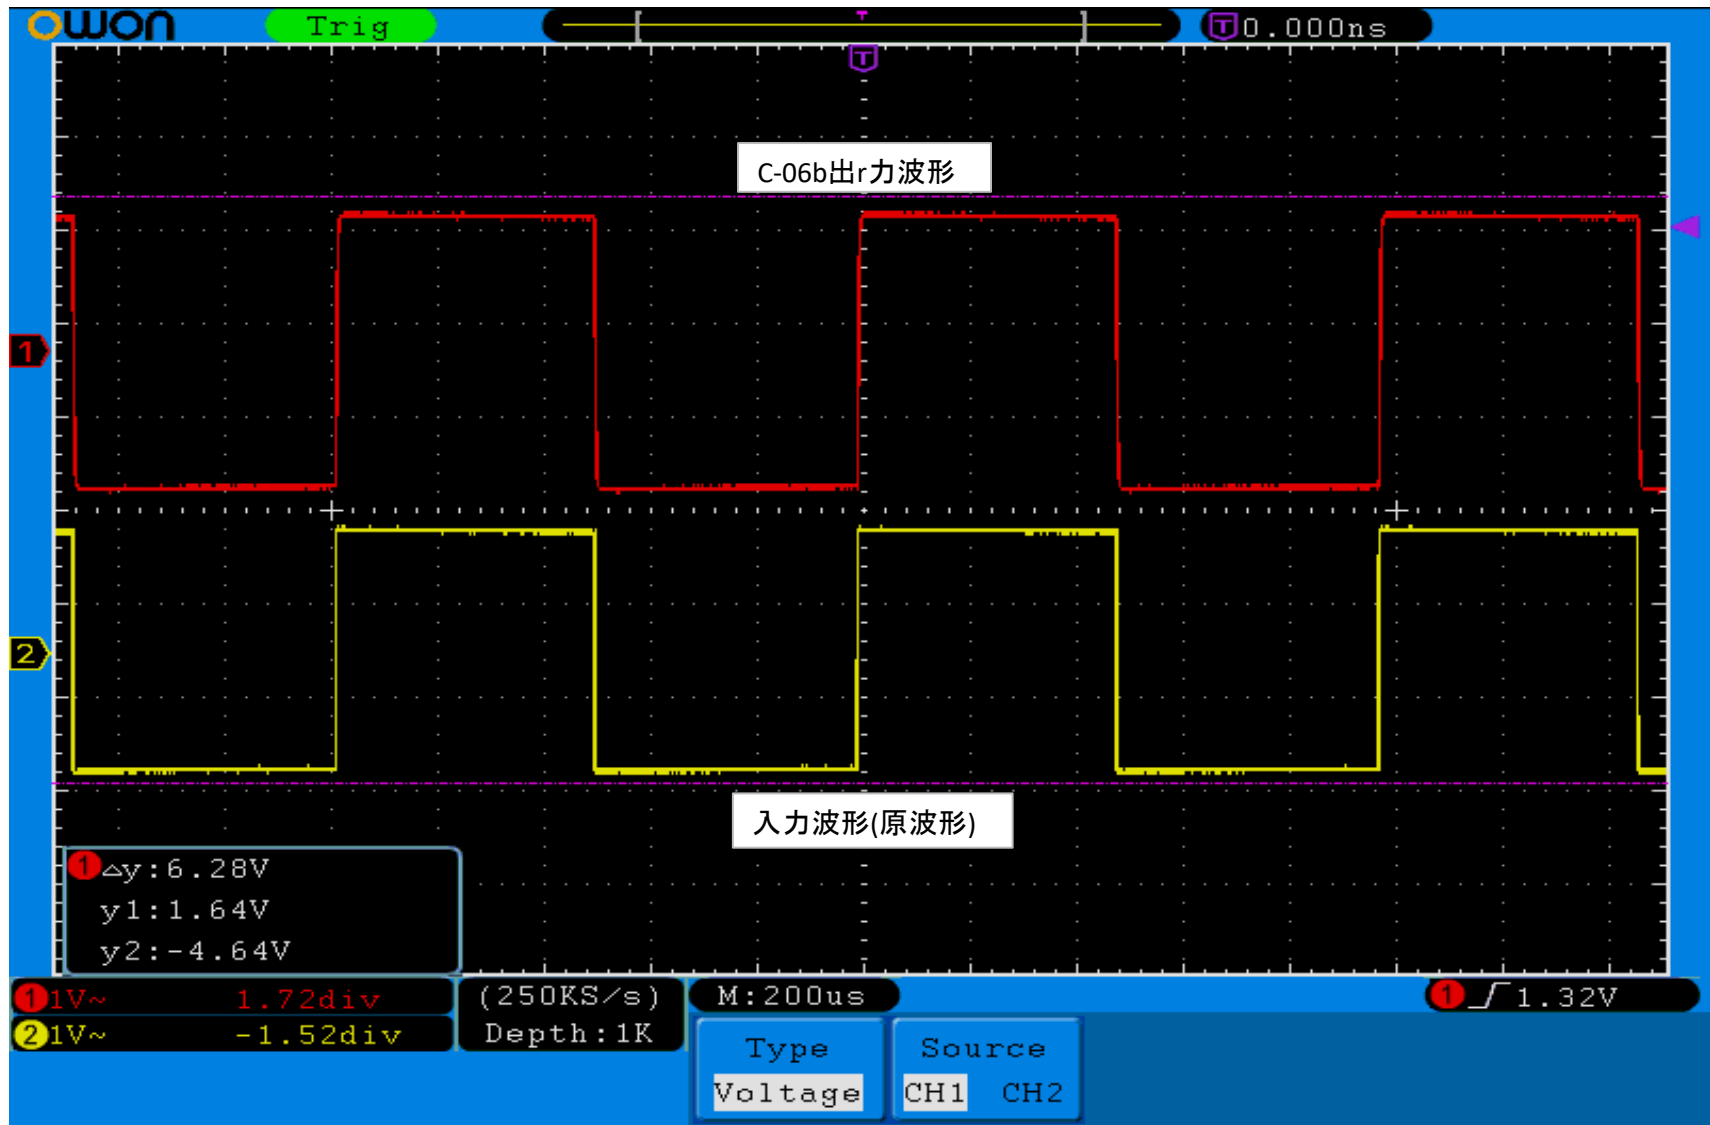 owon
Trig
T 0.000ns
T
C-06b出r力波形
1
2
入力波形(原波形)
1 △y:6.28V
y1:1.64V
y2:-4.64V
1 1V~ 1.72div
2 1V~ -1.52div
(250KS/s)
Depth:1K
M:200us
1 1.32V
Type
Voltage
Source
CH1 CH2